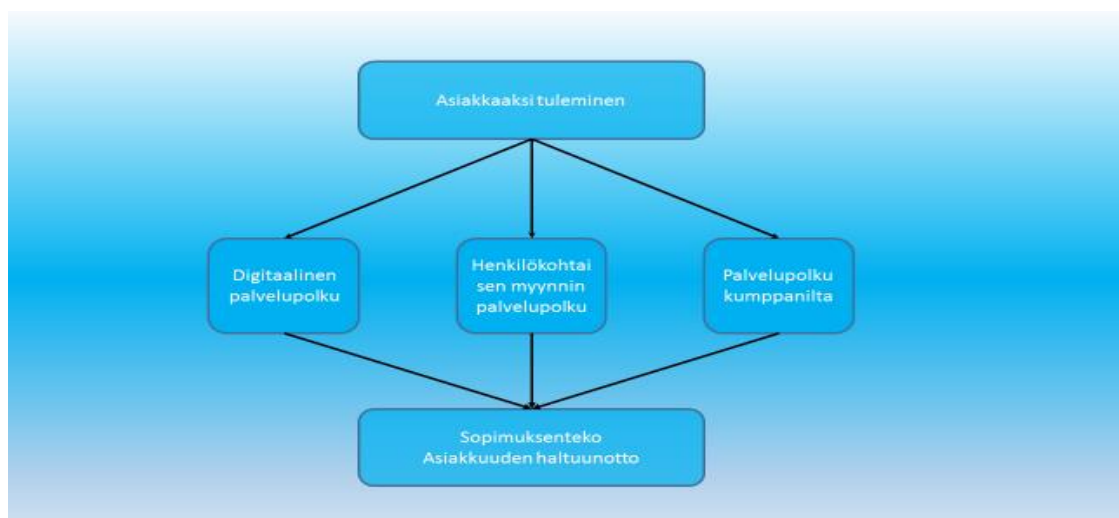 Asiakkaaksi tuleminen
Digitaalinen
palvelupolku
Henkilökohtai
sen myynnin
palvelupolku
Palvelupolku
kumppanilta
Sopimuksenteko
Asiakkuuden haltuunotto